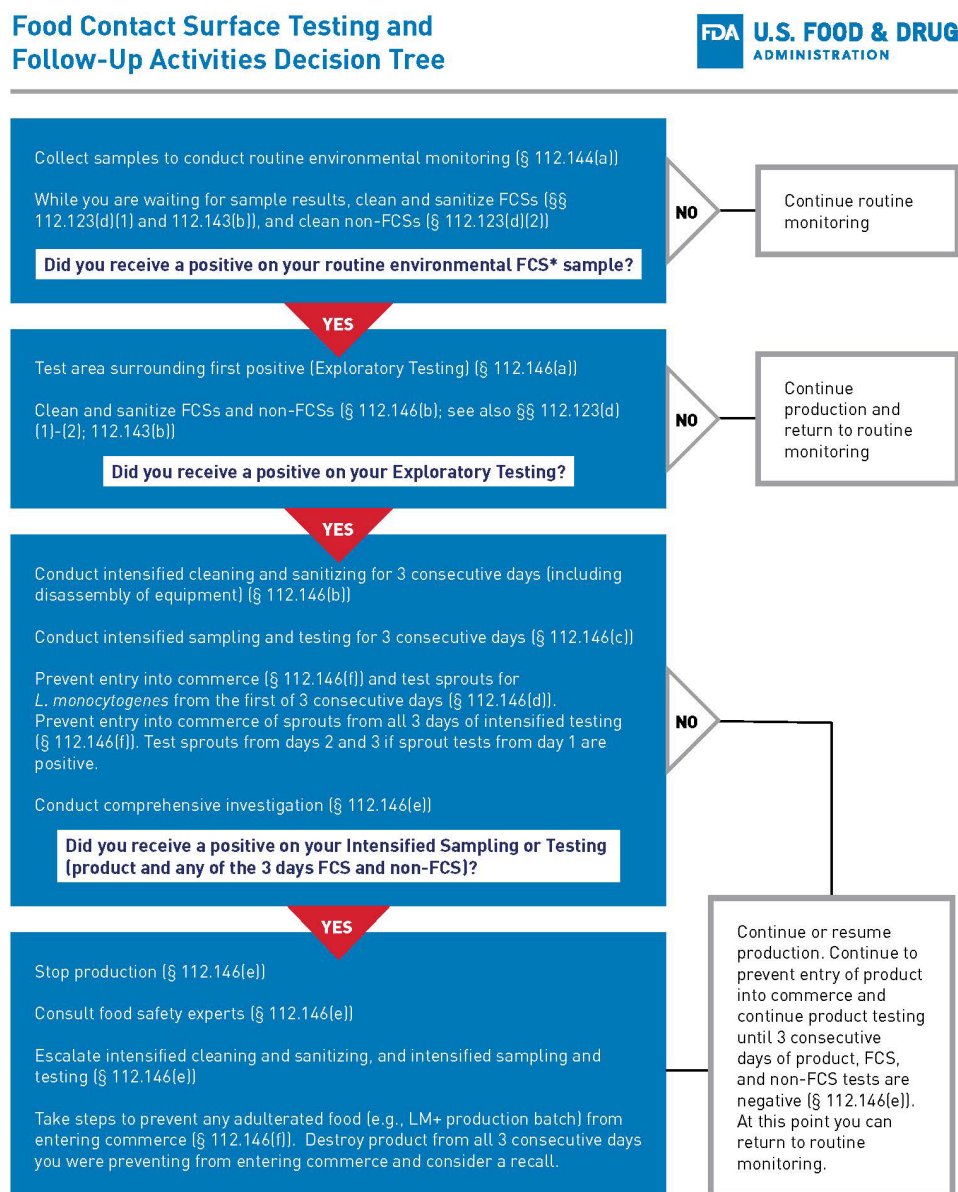 Food Contact Surface Testing and
Follow-Up Activities Decision Tree
FDA
U.S. FOOD & DRUG
ADMINISTRATION
Collect samples to conduct routine environmental monitoring (§ 112.144(a))
While you are waiting for sample results, clean and sanitize FCSs (§§
112.123(d)(1) and 112.143(b)), and clean non-FCSs (§ 112.123(d)(2))
Did you receive a positive on your routine environmental FCS* sample?
NO
Continue routine
monitoring
YES
Test area surrounding first positive (Exploratory Testing) (§ 112.146(a))
Clean and sanitize FCSs and non-FCSs (§ 112.146(b); see also §§ 112.123(d)
(1)-(2); 112.143(b))
Did you receive a positive on your Exploratory Testing?
NO
Continue
production and
return to routine
monitoring
YES
Conduct intensified cleaning and sanitizing for 3 consecutive days (including
disassembly of equipment) (§ 112.146(b))
Conduct intensified sampling and testing for 3 consecutive days (§ 112.146(c))
Prevent entry into commerce (§ 112.146(f)) and test sprouts for
L. monocytogenes from the first of 3 consecutive days (§ 112.146(d)).
Prevent entry into commerce of sprouts from all 3 days of intensified testing
(§ 112.146(f)). Test sprouts from days 2 and 3 if sprout tests from day 1 are
positive.
Conduct comprehensive investigation (§ 112.146(e))
Did you receive a positive on your Intensified Sampling or Testing
(product and any of the 3 days FCS and non-FCS)?
NO
YES
Stop production (§ 112.146(e))
Consult food safety experts (§ 112.146(e))
Escalate intensified cleaning and sanitizing, and intensified sampling and
testing (§ 112.146(e))
Take steps to prevent any adulterated food (e.g., LM+ production batch) from
entering commerce (§ 112.146(f)). Destroy product from all 3 consecutive days
you were preventing from entering commerce and consider a recall.
Continue or resume
production. Continue to
prevent entry of product
into commerce and
continue product testing
until 3 consecutive
days of product, FCS,
and non-FCS tests are
negative (§ 112.146(e)).
At this point you can
return to routine
monitoring.